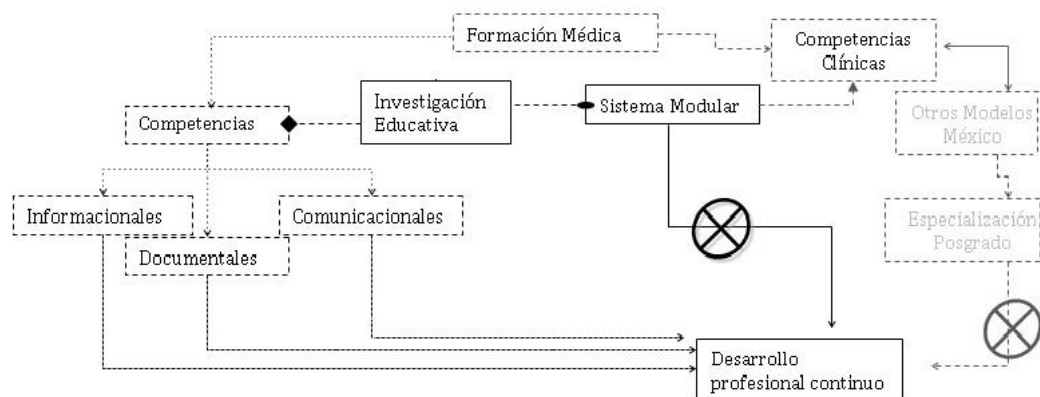 Formación Médica
Competencias
Clínicas
Investigación
Educativa
Sistema Modular
Competencias
Otros Modelos
México
Informacionales
Comunicacionales
Documentales
Especialización
Posgrado
Desarrollo
profesional continuo